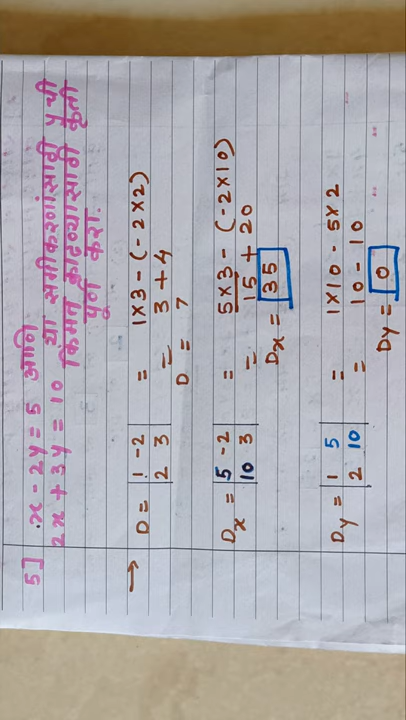 5] x - 2y = 5 आणि
2x + 3y = 10 या समीकरणांसाठी y ची
किंमत काढण्यासाठी कृती
पूर्ण करा.
→ D = | 1 -2 | = 1×3 - (-2×2)
| 2 3 | = 3 + 4
D = 7
Dx = | 5 -2 | = 5×3 - (-2×10)
| 10 3 | = 15 + 20
Dx = 35
Dy = | 1 5 | = 1×10 - 5×2
| 2 10 | = 10 - 10
Dy = 0